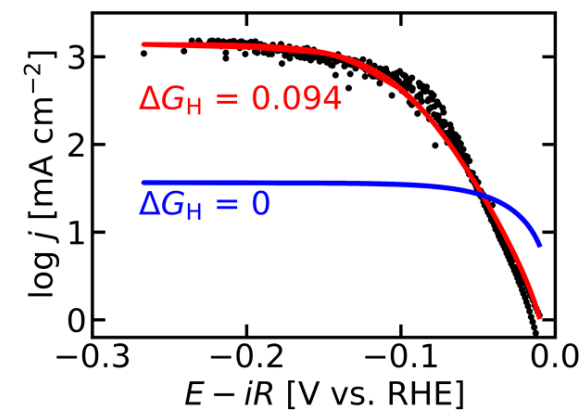 3
2
1
0
log j [mA cm⁻²]
ΔG_H = 0.094
ΔG_H = 0
−0.3 −0.2 −0.1 0.0
E − iR [V vs. RHE]